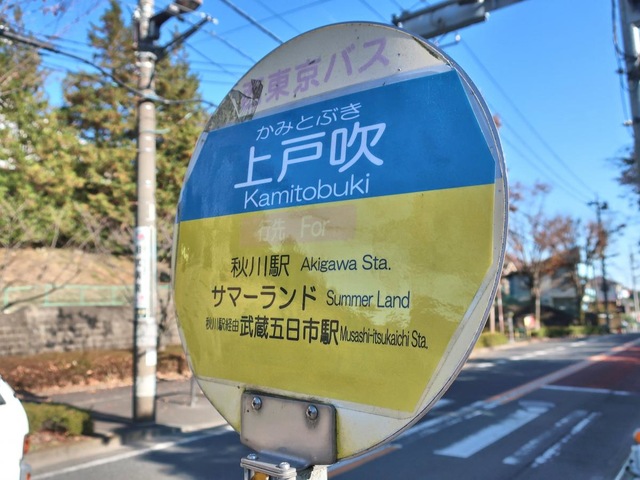 西東京バス
かみとぶき
上戸吹
Kamitobuki
行先 For
秋川駅 Akigawa Sta.
サマーランド Summer Land
秋川駅経由武蔵五日市駅 Musashi-itsukaichi Sta.